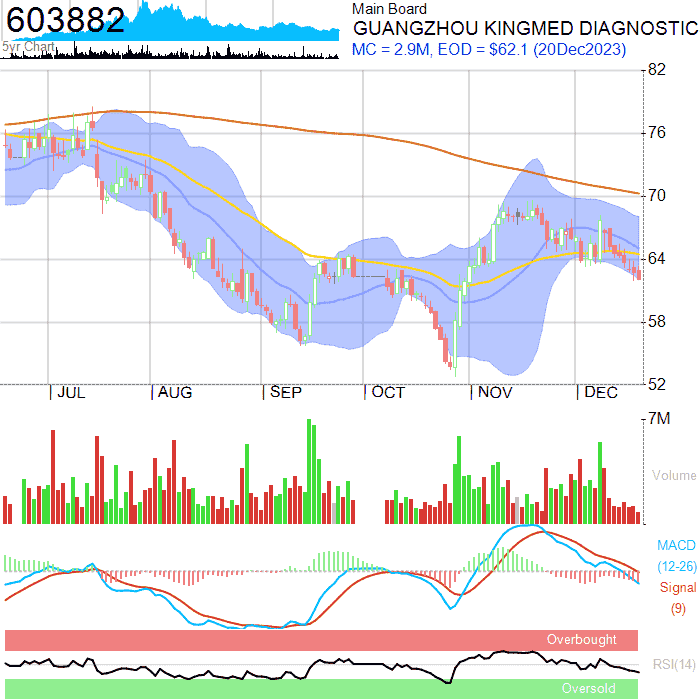 603882
5yr Chart
Main Board
GUANGZHOU KINGMED DIAGNOSTIC
MC = 2.9M, EOD = $62.1 (20Dec2023)
82
76
70
64
58
52
JUL AUG SEP OCT NOV DEC
7M
Volume
MACD
(12-26)
Signal
(9)
Overbought
RSI(14)
Oversold